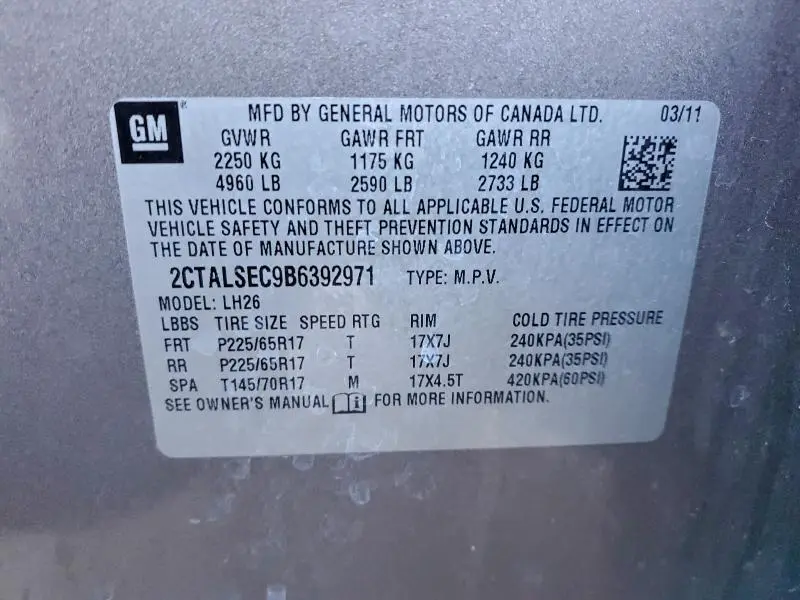 GM® MFD BY GENERAL MOTORS OF CANADA LTD. 03/11
GVWR GAWR FRT GAWR RR
2250 KG 1175 KG 1240 KG
4960 LB 2590 LB 2733 LB
THIS VEHICLE CONFORMS TO ALL APPLICABLE U.S. FEDERAL MOTOR
VEHICLE SAFETY AND THEFT PREVENTION STANDARDS IN EFFECT ON
THE DATE OF MANUFACTURE SHOWN ABOVE.
2CTALSEC9B6392971 TYPE: M.P.V.
MODEL: LH26
LBBS TIRE SIZE SPEED RTG RIM COLD TIRE PRESSURE
FRT P225/65R17 T 17X7J 240KPA(35PSI)
RR P225/65R17 T 17X7J 240KPA(35PSI)
SPA T145/70R17 M 17X4.5T 420KPA(60PSI)
SEE OWNER'S MANUAL i FOR MORE INFORMATION.